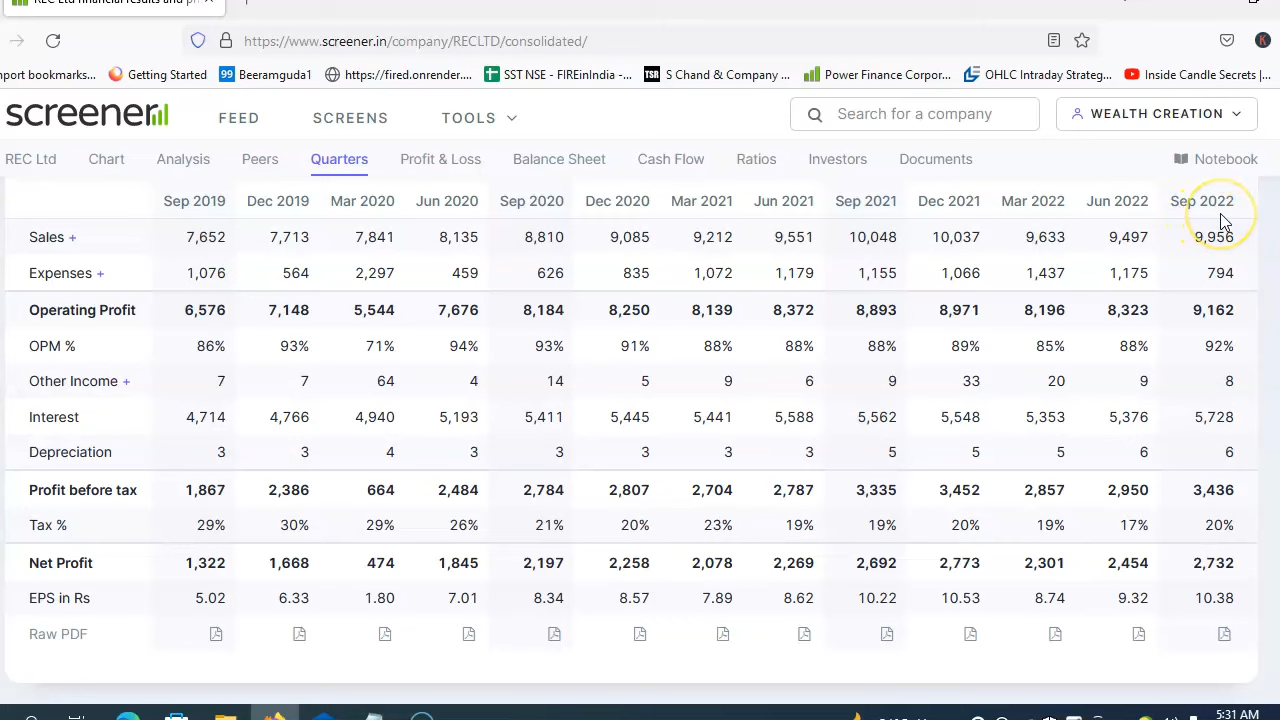 REC Ltd financial results and pr
https://www.screener.in/company/RECLTD/consolidated/
K
nport bookmarks... Getting Started 99 Beeramguda1 https://fired.onrender.... SST NSE - FIREinIndia -... TSR S Chand & Company ... Power Finance Corpor... OHLC Intraday Strateg... Inside Candle Secrets |...
screener FEED SCREENS TOOLS Search for a company WEALTH CREATION
REC Ltd Chart Analysis Peers Quarters Profit & Loss Balance Sheet Cash Flow Ratios Investors Documents Notebook
Sep 2019 Dec 2019 Mar 2020 Jun 2020 Sep 2020 Dec 2020 Mar 2021 Jun 2021 Sep 2021 Dec 2021 Mar 2022 Jun 2022 Sep 2022
Sales + 7,652 7,713 7,841 8,135 8,810 9,085 9,212 9,551 10,048 10,037 9,633 9,497 9,956
Expenses + 1,076 564 2,297 459 626 835 1,072 1,179 1,155 1,066 1,437 1,175 794
Operating Profit 6,576 7,148 5,544 7,676 8,184 8,250 8,139 8,372 8,893 8,971 8,196 8,323 9,162
OPM % 86% 93% 71% 94% 93% 91% 88% 88% 88% 89% 85% 88% 92%
Other Income + 7 7 64 4 14 5 9 6 9 33 20 9 8
Interest 4,714 4,766 4,940 5,193 5,411 5,445 5,441 5,588 5,562 5,548 5,353 5,376 5,728
Depreciation 3 3 4 3 3 3 3 3 5 5 5 6 6
Profit before tax 1,867 2,386 664 2,484 2,784 2,807 2,704 2,787 3,335 3,452 2,857 2,950 3,436
Tax % 29% 30% 29% 26% 21% 20% 23% 19% 19% 20% 19% 17% 20%
Net Profit 1,322 1,668 474 1,845 2,197 2,258 2,078 2,269 2,692 2,773 2,301 2,454 2,732
EPS in Rs 5.02 6.33 1.80 7.01 8.34 8.57 7.89 8.62 10.22 10.53 8.74 9.32 10.38
Raw PDF
5:31 AM